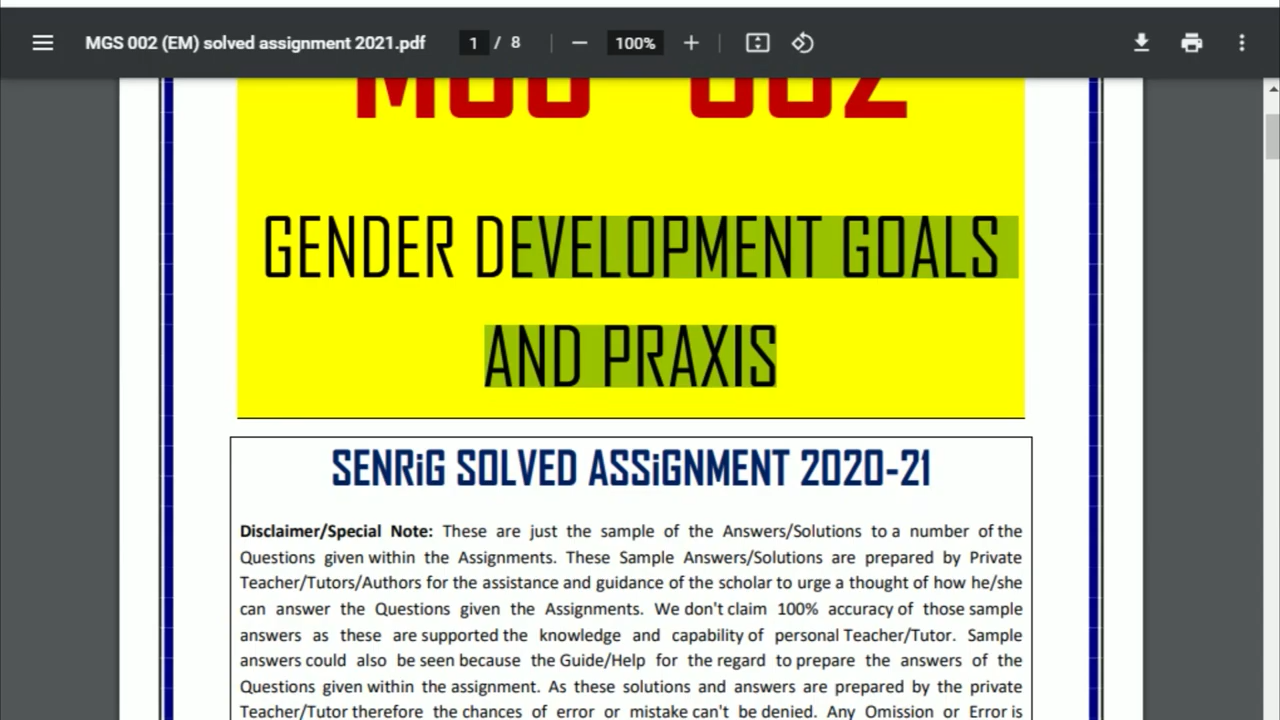 MGS 002 (EM) solved assignment 2021.pdf
1 / 8
100%
MGS 002
GENDER DEVELOPMENT GOALS
AND PRAXIS
SENRiG SOLVED ASSiGNMENT 2020-21
Disclaimer/Special Note: These are just the sample of the Answers/Solutions to a number of the
Questions given within the Assignments. These Sample Answers/Solutions are prepared by Private
Teacher/Tutors/Authors for the assistance and guidance of the scholar to urge a thought of how he/she
can answer the Questions given the Assignments. We don't claim 100% accuracy of those sample
answers as these are supported the knowledge and capability of personal Teacher/Tutor. Sample
answers could also be seen because the Guide/Help for the regard to prepare the answers of the
Questions given within the assignment. As these solutions and answers are prepared by the private
Teacher/Tutor therefore the chances of error or mistake can't be denied. Any Omission or Error is